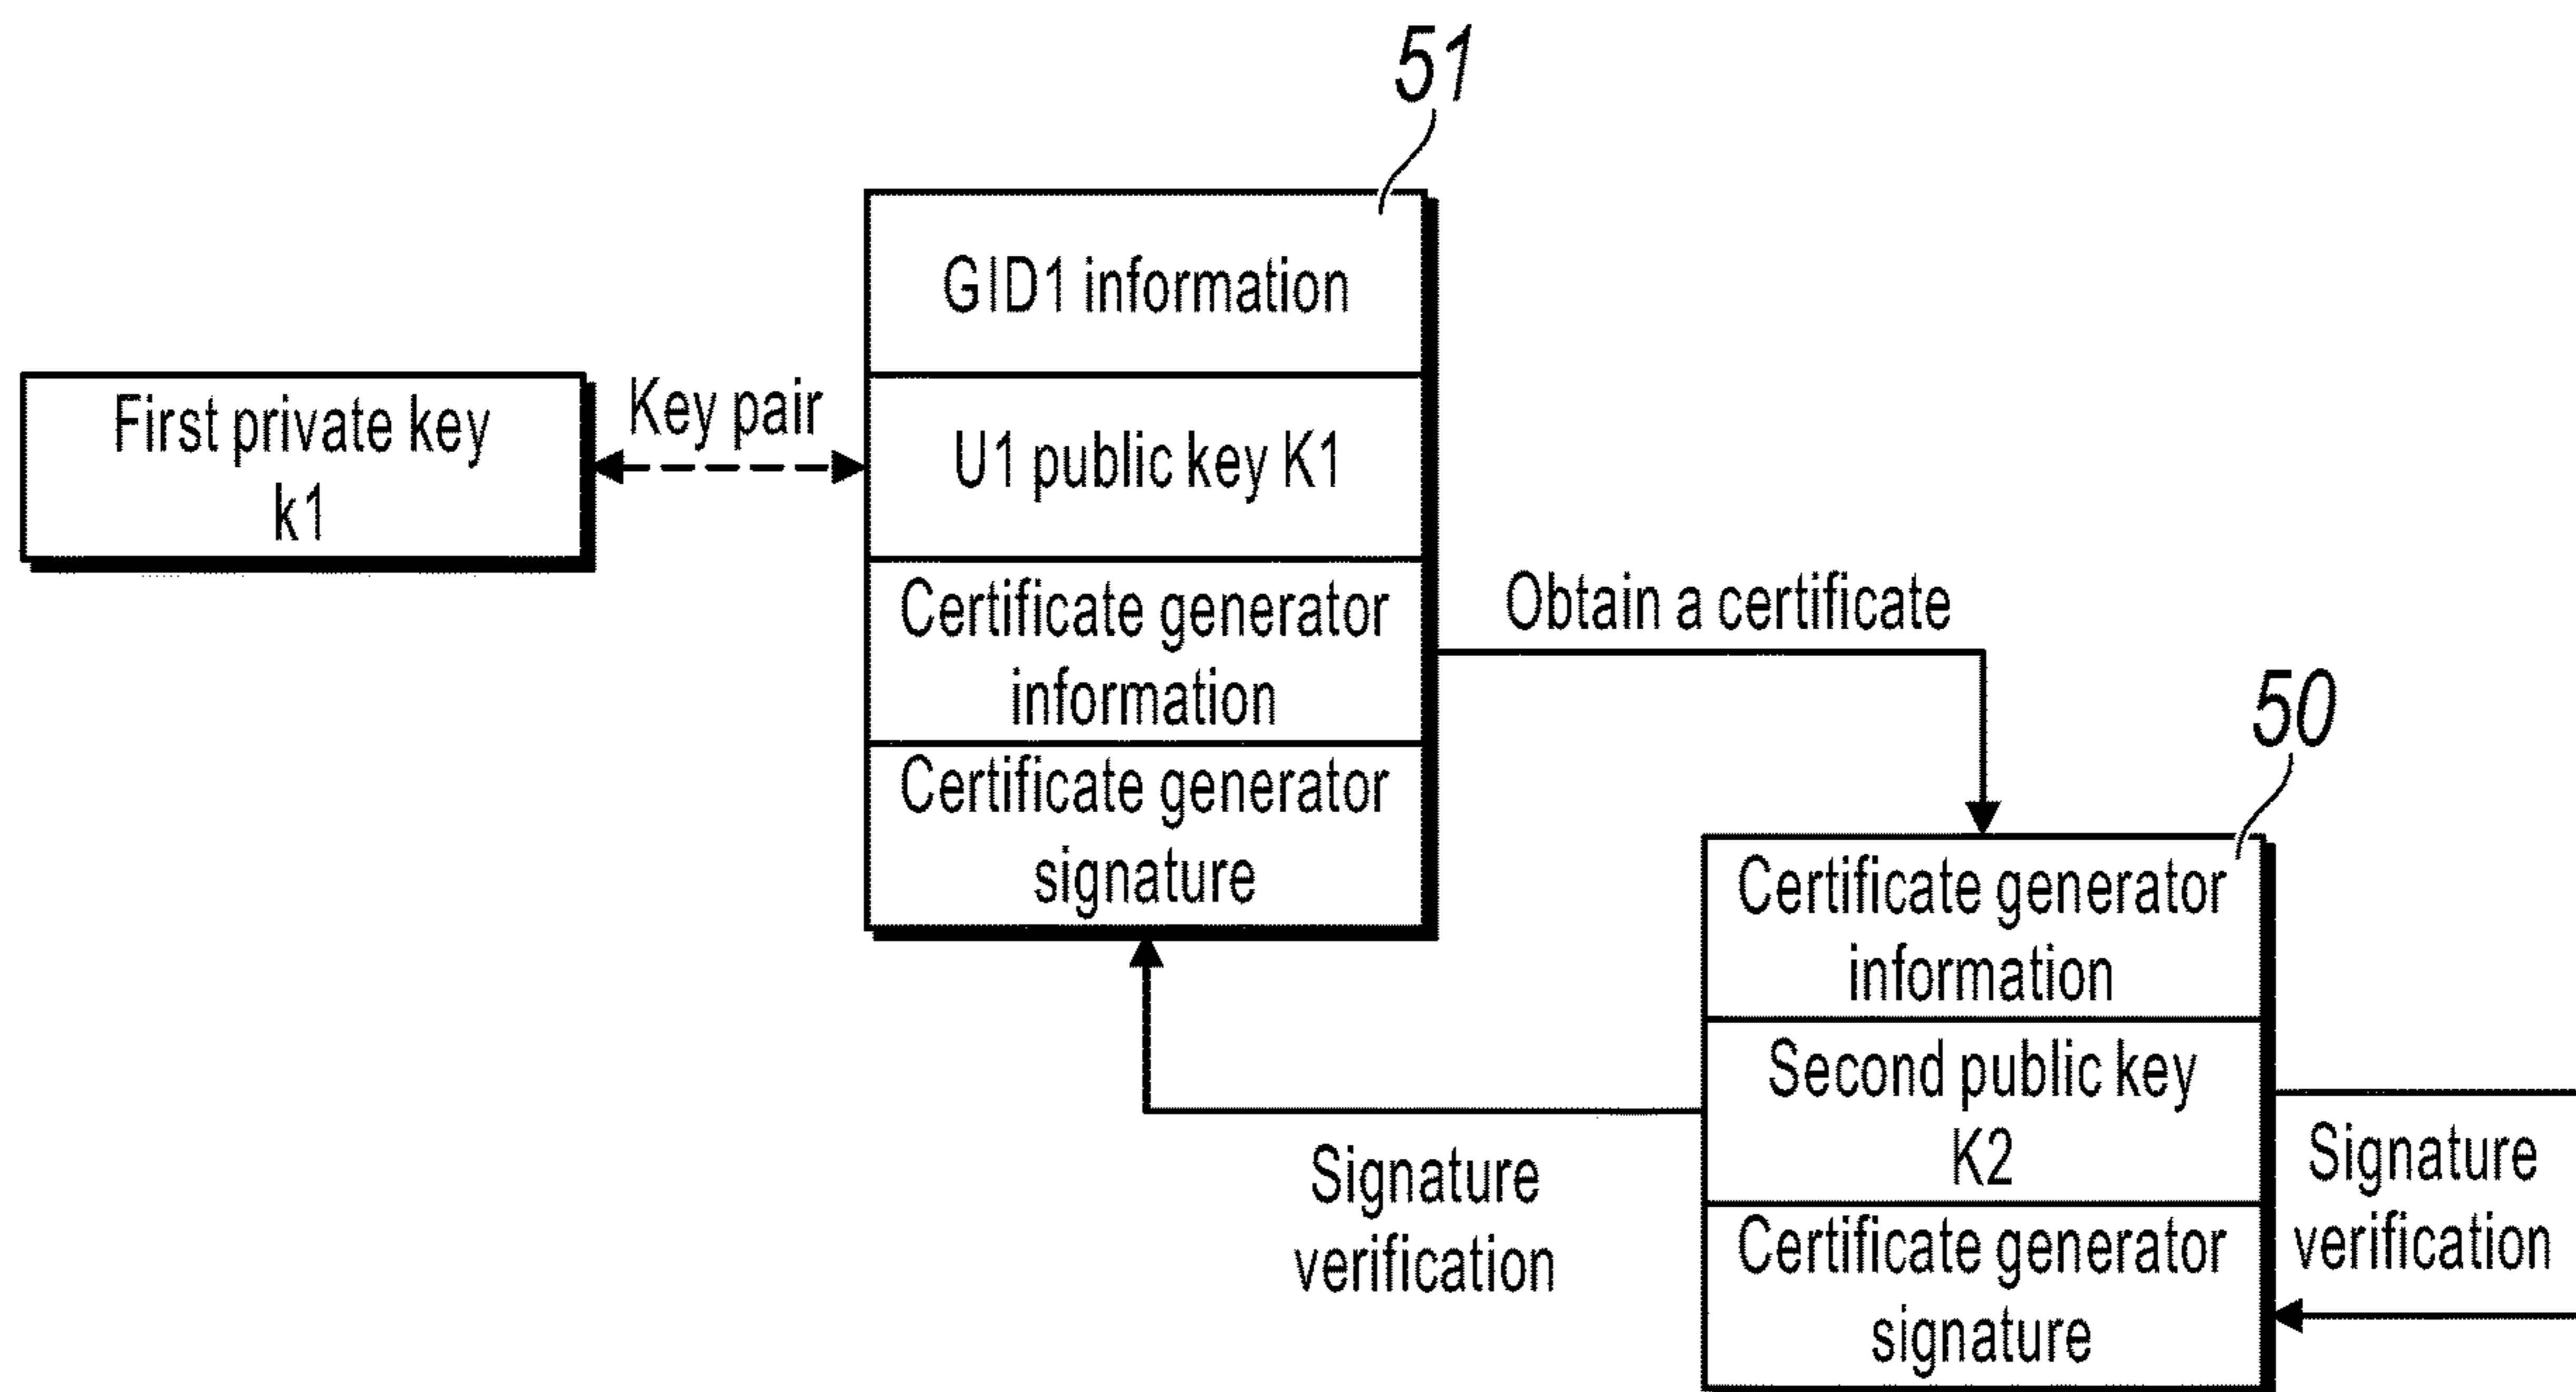 51
GID1 information
First private key
k1
Key pair
U1 public key K1
Certificate generator
information
Certificate generator
signature
Obtain a certificate
50
Certificate generator
information
Second public key
K2
Certificate generator
signature
Signature
verification
Signature
verification